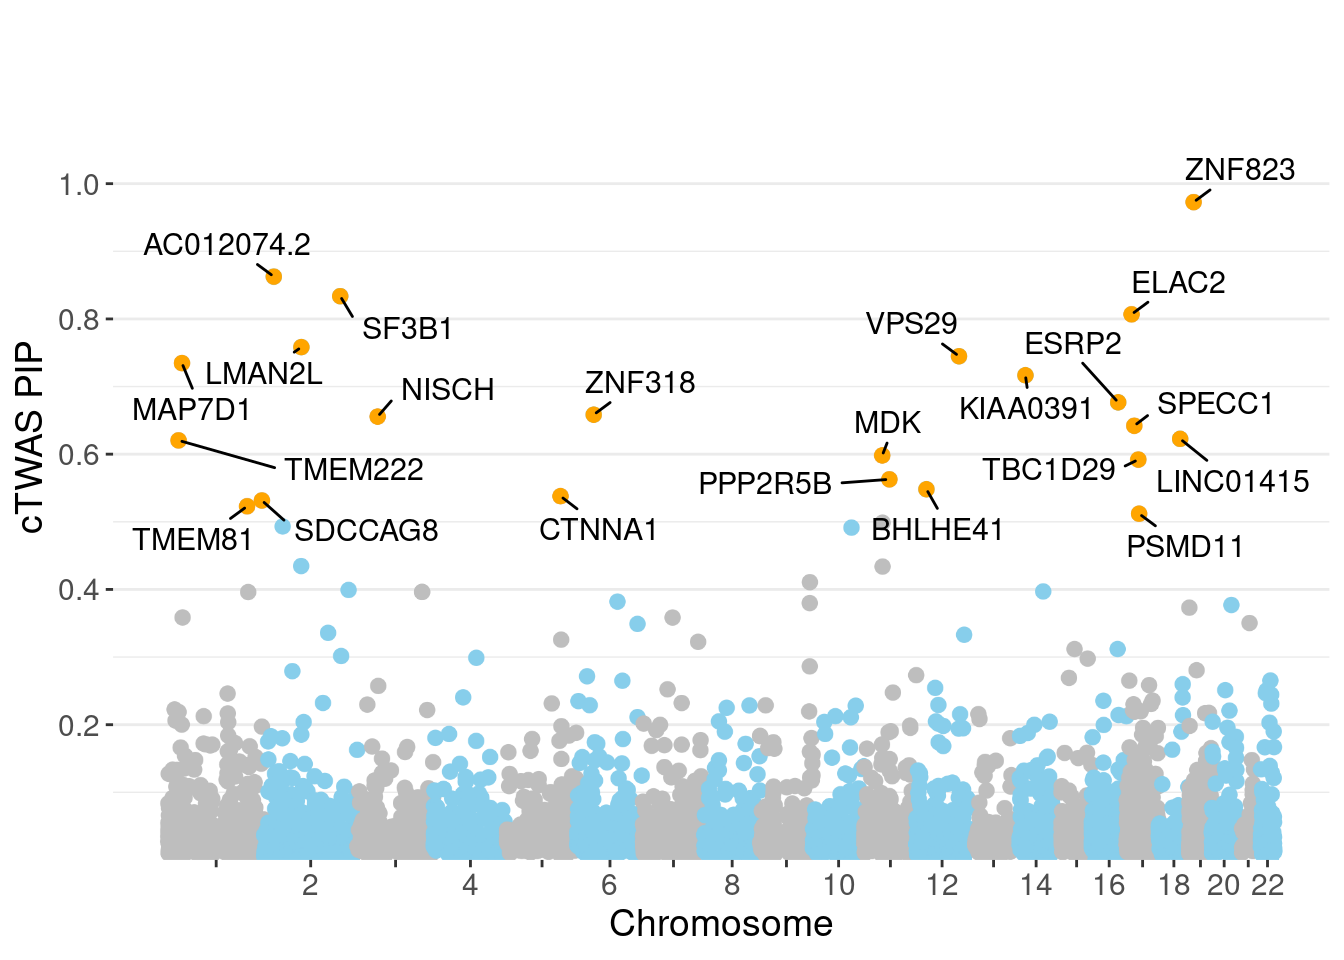 ZNF823
1.0
AC012074.2
ELAC2
SF3B1
VPS29
0.8
ESRP2
LMAN2L
NISCH
ZNF318
MAP7D1
KIAA0391
SPECC1
MDK
cTWAS PIP
0.6
TMEM222
PPP2R5B
TBC1D29
LINC01415
TMEM81
SDCCAG8
CTNNA1
BHLHE41
PSMD11
0.4
0.2
2 4 6 8 10 12 14 16 18 20 22
Chromosome